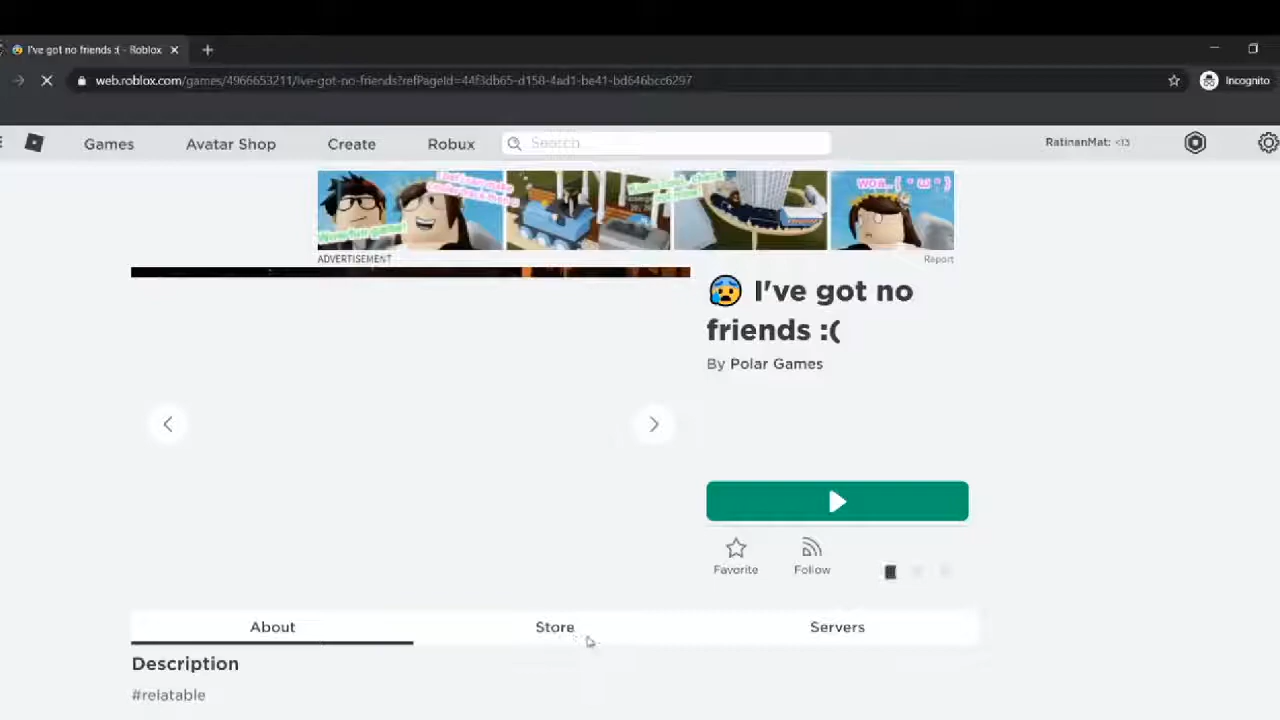 I've got no friends :( - Roblox
web.roblox.com/games/4966653211/Ive-got-no-friends?refPageId=44f3db65-d158-4ad1-be41-bd646bcc6297
Incognito
Games
Avatar Shop
Create
Robux
Search
RatinanMat: <13
ADVERTISEMENT
Report
😰 I've got no
friends :(
By Polar Games
Favorite
Follow
About
Store
Servers
Description
#relatable